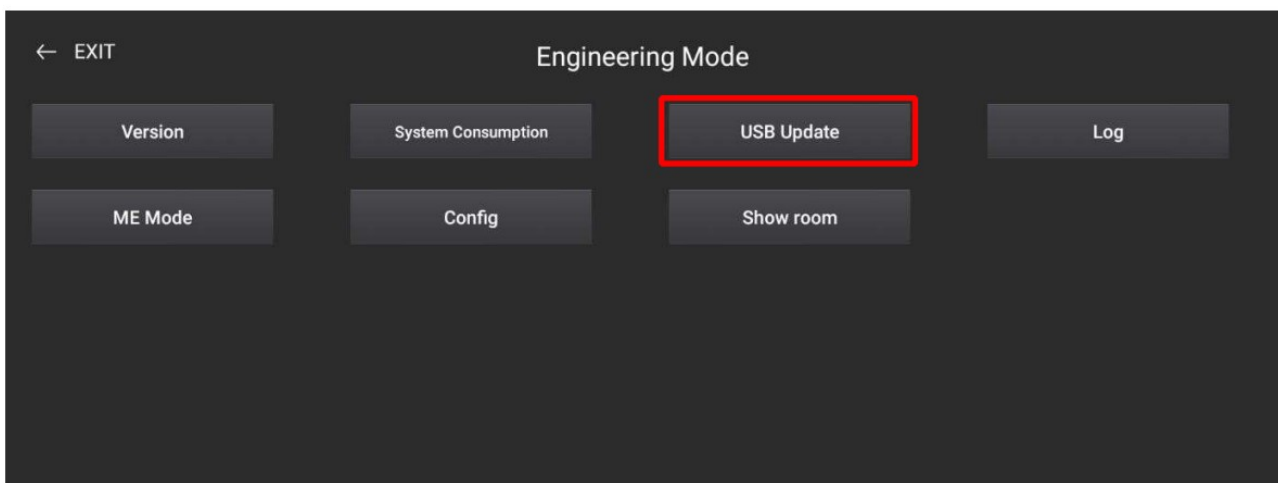 ← EXIT
Engineering Mode
Version
System Consumption
USB Update
Log
ME Mode
Config
Show room